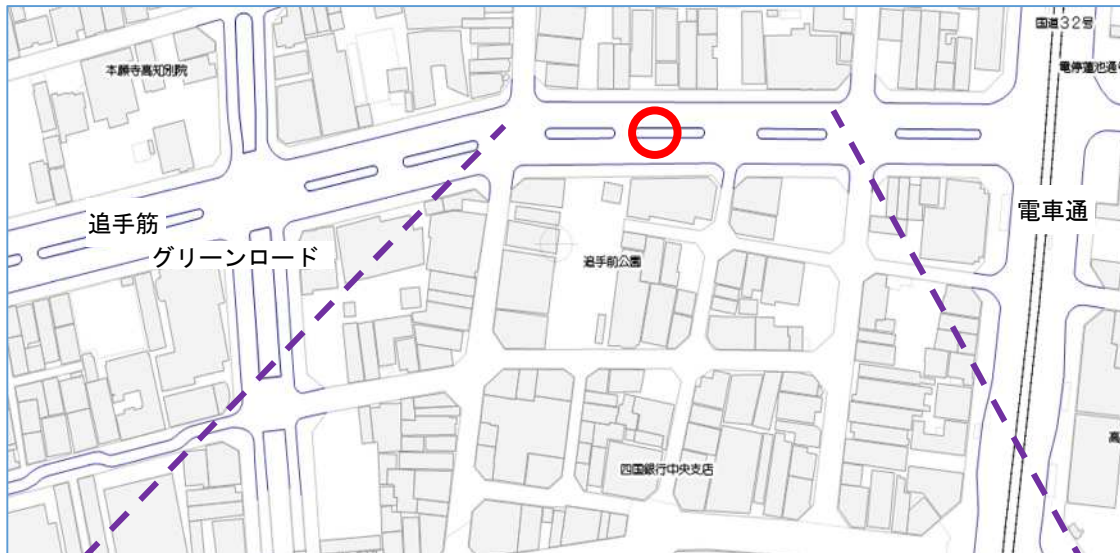 国道32号
本願寺高知別院
電停蓮池通り
追手筋
電車通
グリーンロード
追手前公園
高
四国銀行中央支店